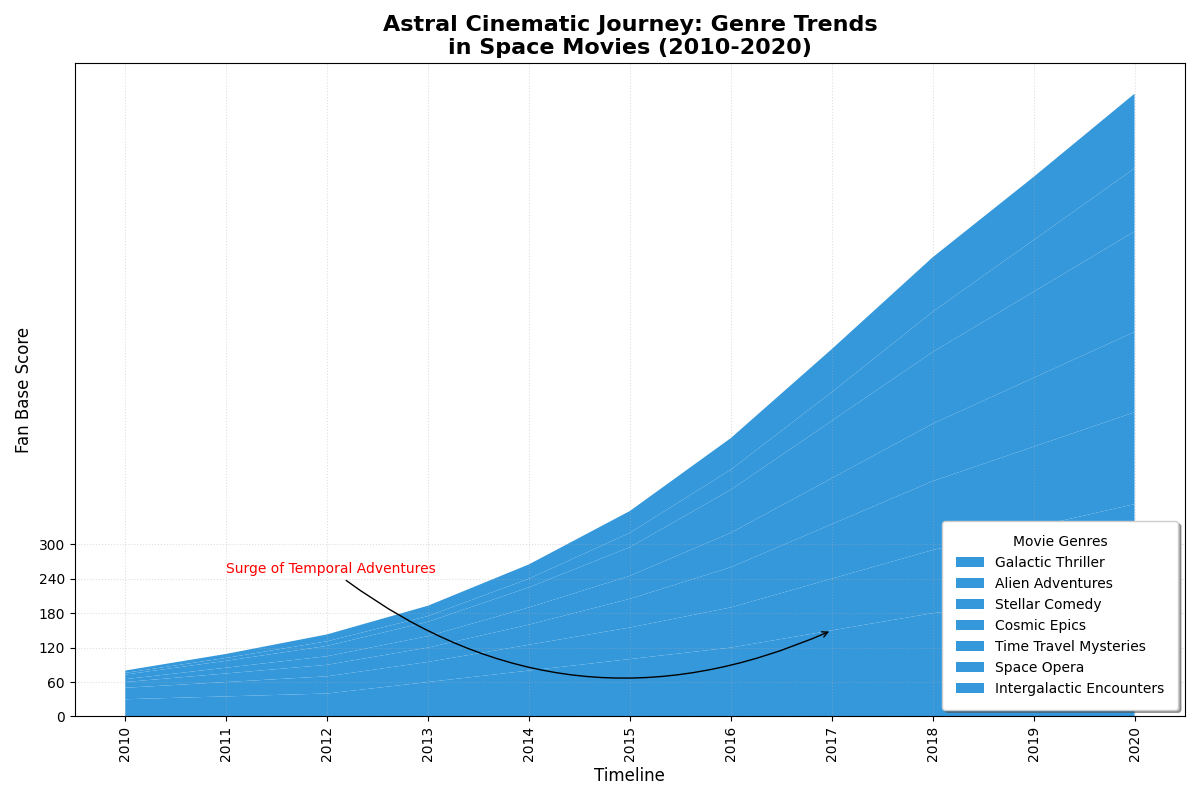 Astral Cinematic Journey: Genre Trends
in Space Movies (2010-2020)
Fan Base Score
300
240
180
120
60
0
Surge of Temporal Adventures
Movie Genres
Galactic Thriller
Alien Adventures
Stellar Comedy
Cosmic Epics
Time Travel Mysteries
Space Opera
Intergalactic Encounters
2010
2011
2012
2013
2014
2015
2016
2017
2018
2019
2020
Timeline